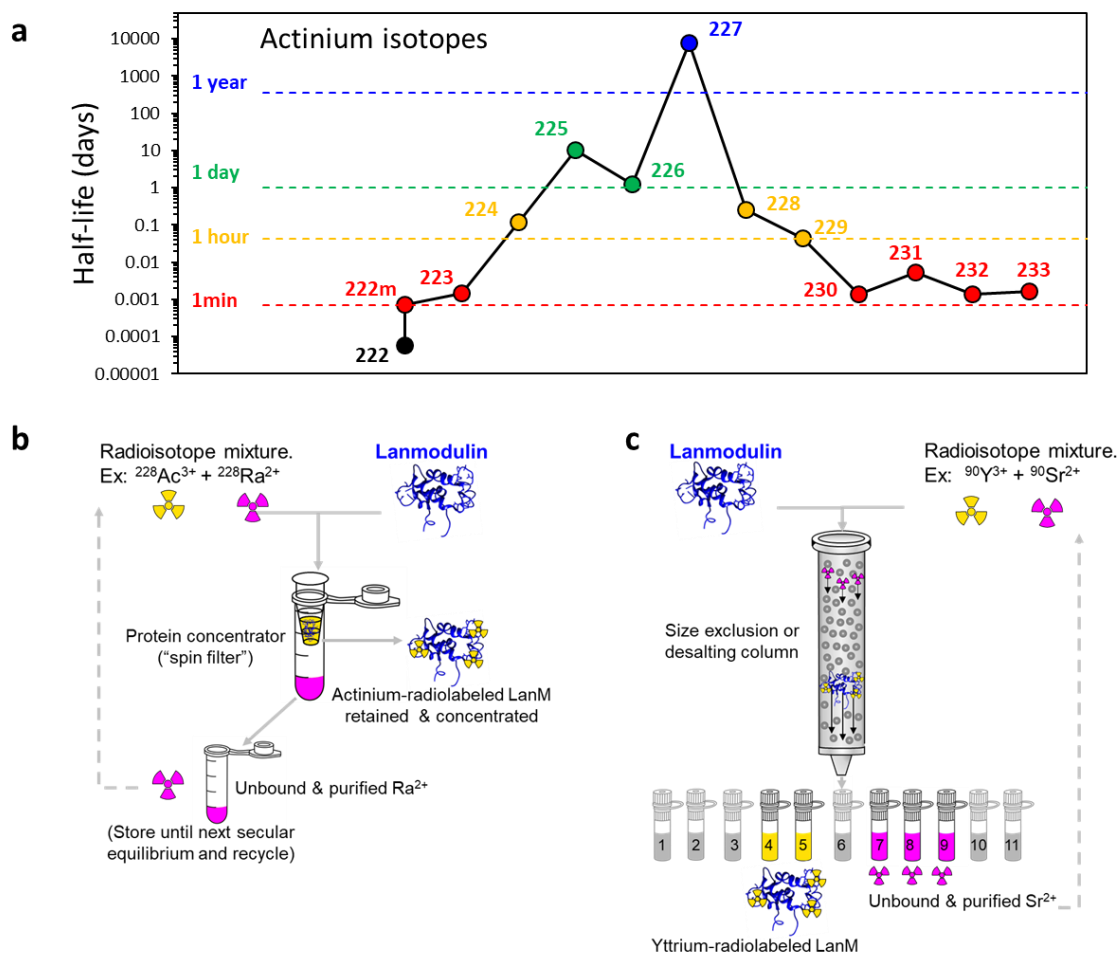 a
Actinium isotopes
Half-life (days)
10000
1000
100
10
1
0.1
0.01
0.001
0.0001
0.00001
1 year
1 day
1 hour
1min
222
222m
223
224
225
226
227
228
229
230
231
232
233
b
Radioisotope mixture.
Ex: ²²⁸Ac³⁺ + ²²⁸Ra²⁺
Lanmodulin
Protein concentrator
(“spin filter”)
Actinium-radiolabeled LanM
retained & concentrated
Unbound & purified Ra²⁺
(Store until next secular
equilibrium and recycle)
c
Lanmodulin
Radioisotope mixture.
Ex: ⁹⁰Y³⁺ + ⁹⁰Sr²⁺
Size exclusion or
desalting column
1 2 3 4 5 6 7 8 9 10 11
Unbound & purified Sr²⁺
Yttrium-radiolabeled LanM